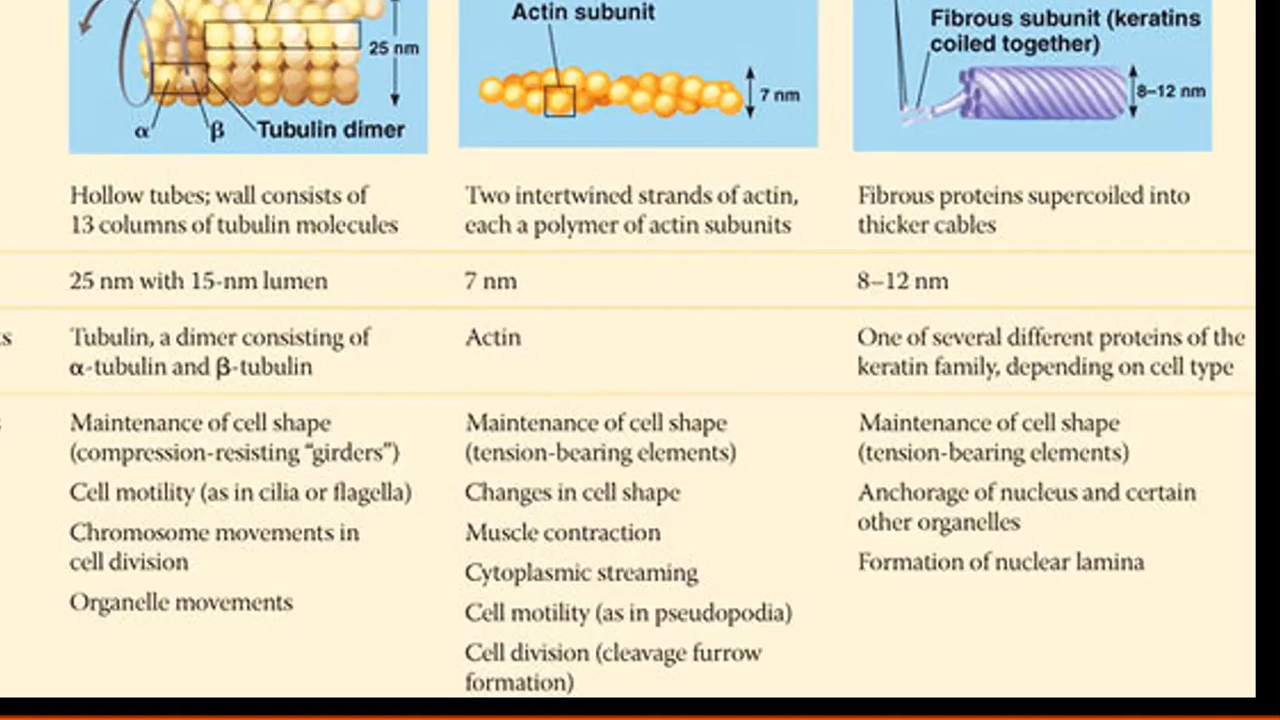 Actin subunit
Fibrous subunit (keratins
coiled together)
25 nm
7 nm
8–12 nm
α
β
Tubulin dimer
Hollow tubes; wall consists of
13 columns of tubulin molecules
Two intertwined strands of actin,
each a polymer of actin subunits
Fibrous proteins supercoiled into
thicker cables
25 nm with 15-nm lumen
7 nm
8–12 nm
Tubulin, a dimer consisting of
α-tubulin and β-tubulin
Actin
One of several different proteins of the
keratin family, depending on cell type
Maintenance of cell shape
(compression-resisting “girders”)
Cell motility (as in cilia or flagella)
Chromosome movements in
cell division
Organelle movements
Maintenance of cell shape
(tension-bearing elements)
Changes in cell shape
Muscle contraction
Cytoplasmic streaming
Cell motility (as in pseudopodia)
Cell division (cleavage furrow
formation)
Maintenance of cell shape
(tension-bearing elements)
Anchorage of nucleus and certain
other organelles
Formation of nuclear lamina